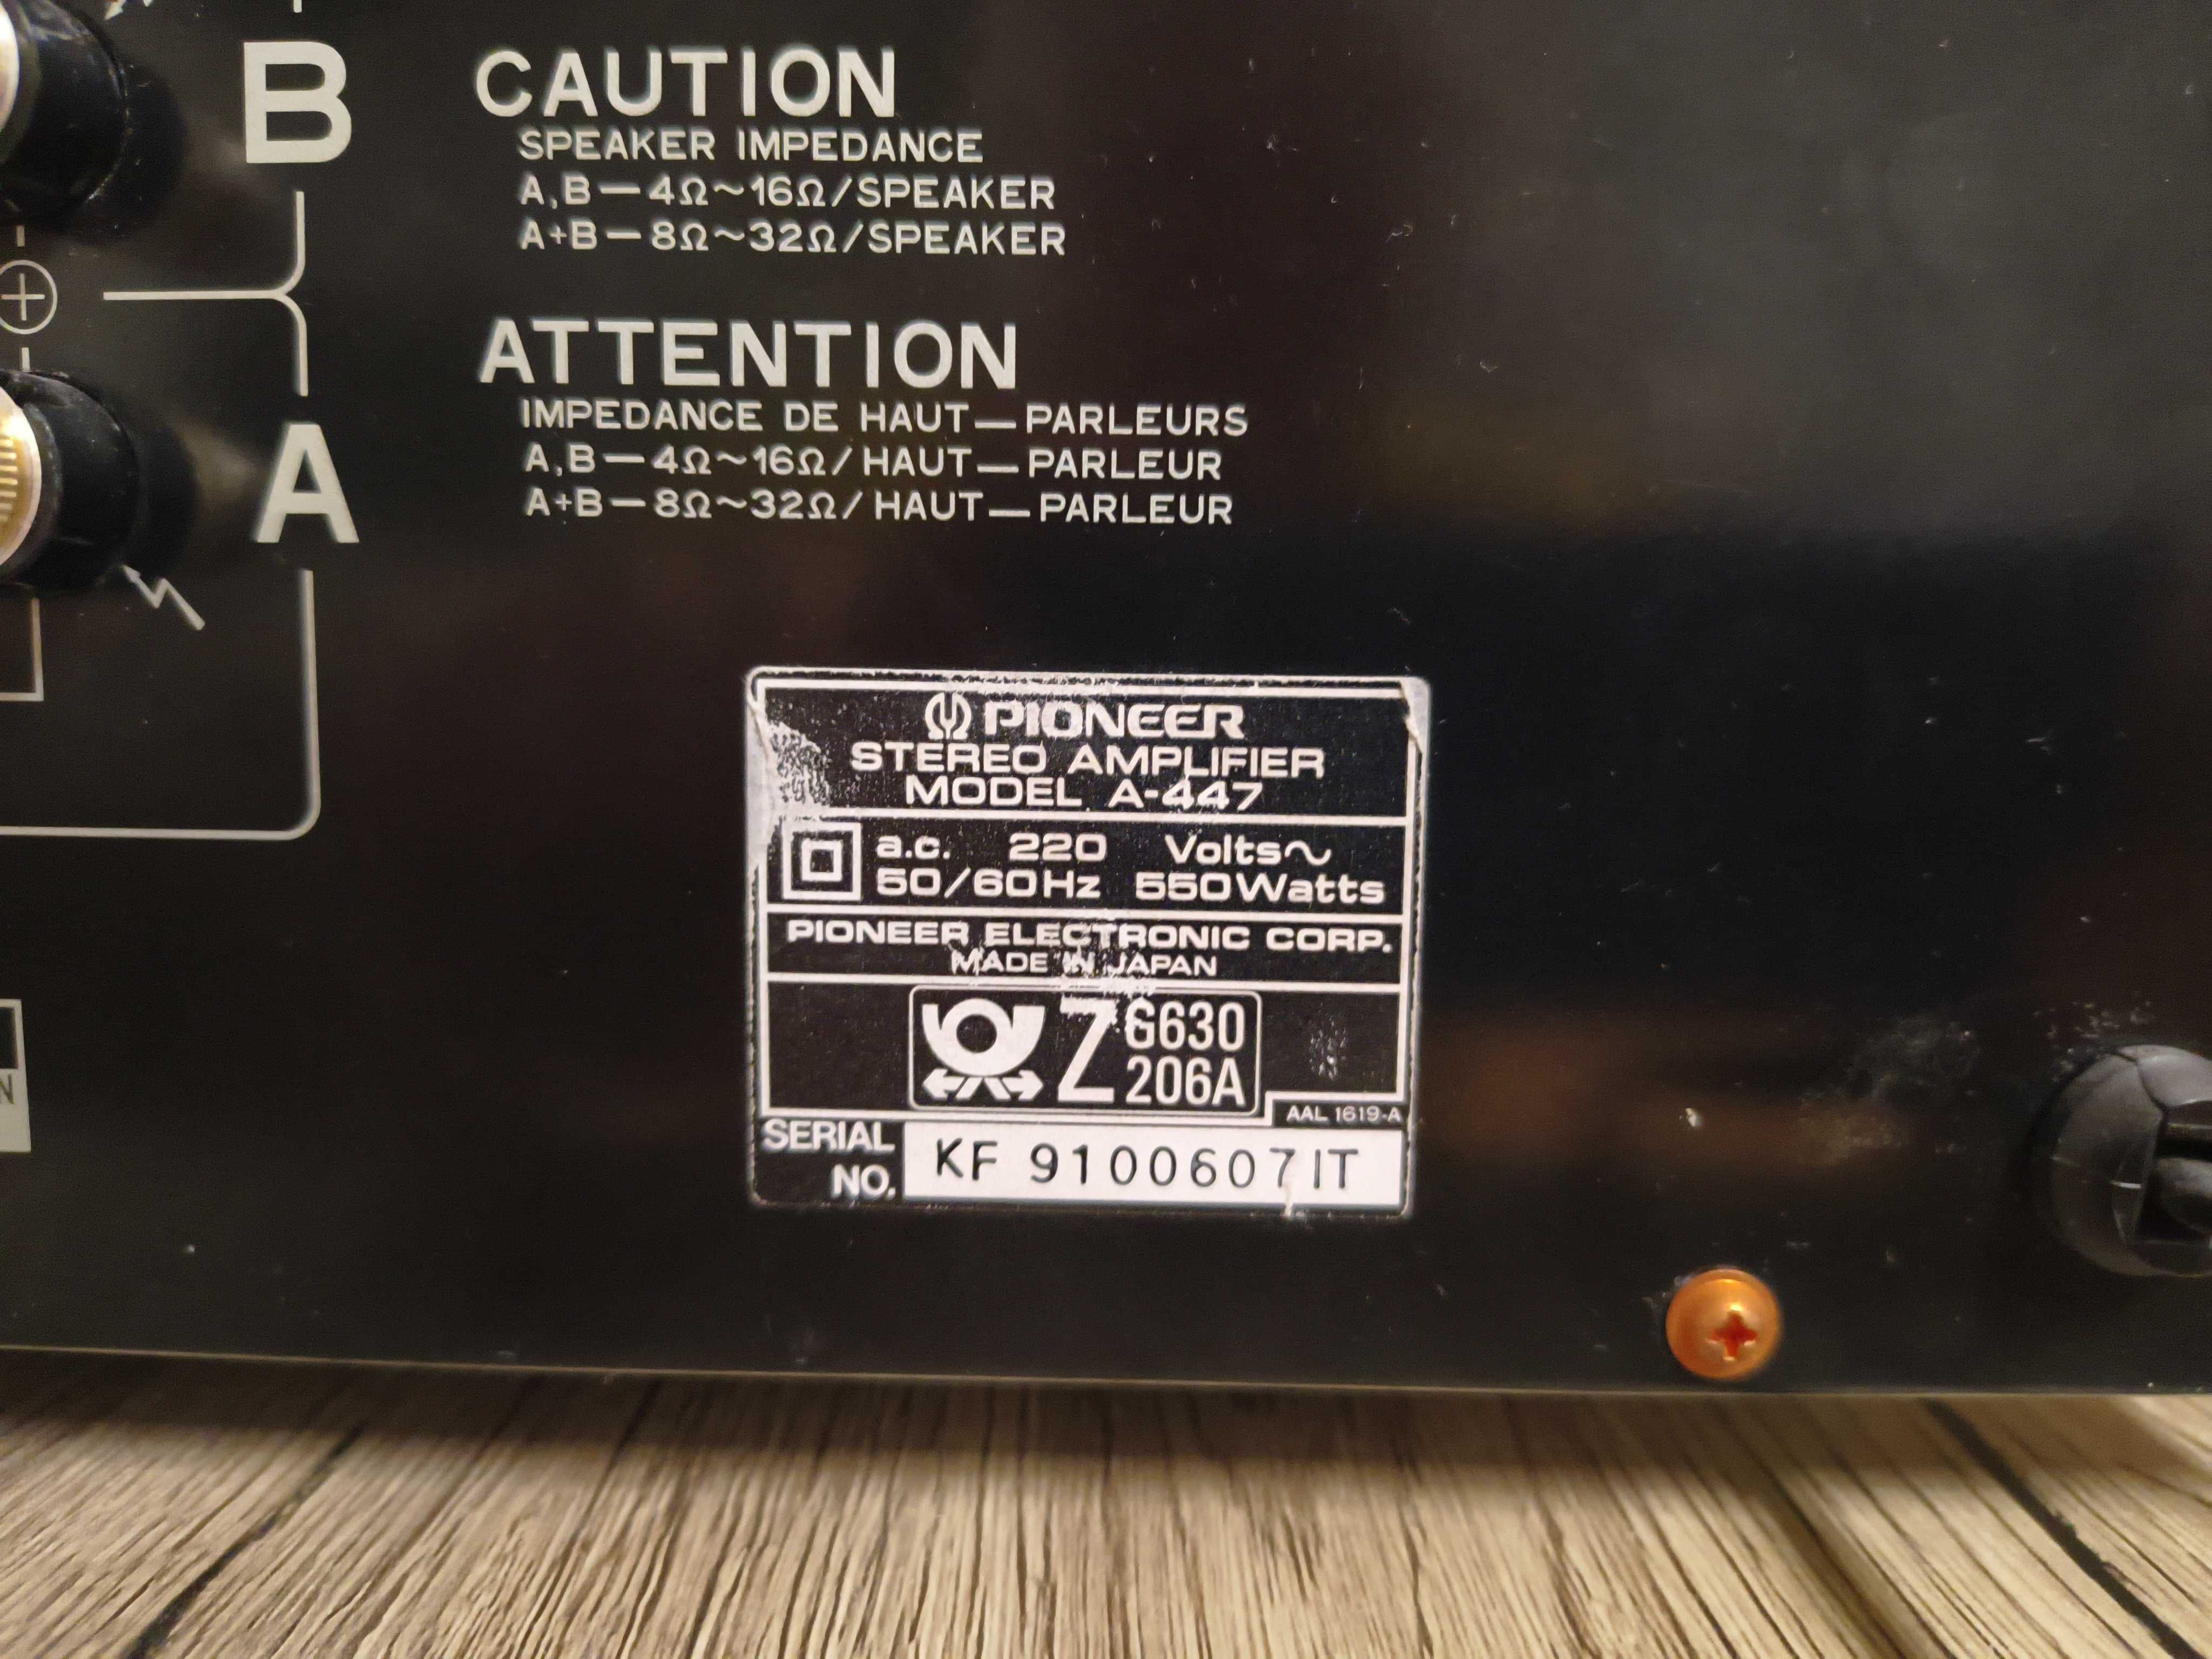 B
CAUTION
SPEAKER IMPEDANCE
A,B—4Ω~16Ω/SPEAKER
A+B—8Ω~32Ω/SPEAKER
ATTENTION
IMPEDANCE DE HAUT—PARLEURS
A,B—4Ω~16Ω/HAUT—PARLEUR
A+B—8Ω~32Ω/HAUT—PARLEUR
A
PIONEER
STEREO AMPLIFIER
MODEL A-447
a.c. 220 Volts~
50/60Hz 550Watts
PIONEER ELECTRONIC CORP.
MADE IN JAPAN
Z G630
206A
AAL 1619-A
SERIAL
NO. KF 9100607IT
N